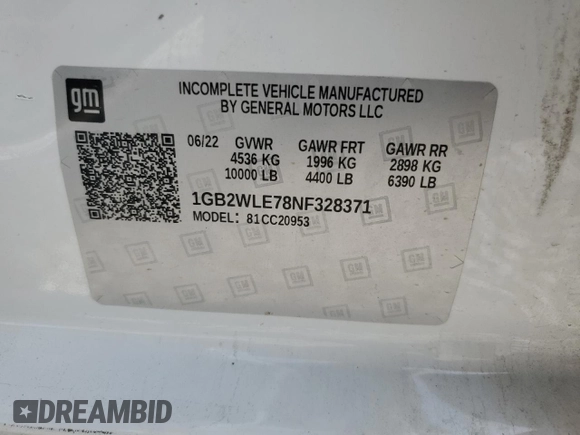 gm
INCOMPLETE VEHICLE MANUFACTURED
BY GENERAL MOTORS LLC
06/22 GVWR GAWR FRT GAWR RR
4536 KG 1996 KG 2898 KG
10000 LB 4400 LB 6390 LB
1GB2WLE78NF328371
MODEL: 81CC20953
DREAMBID